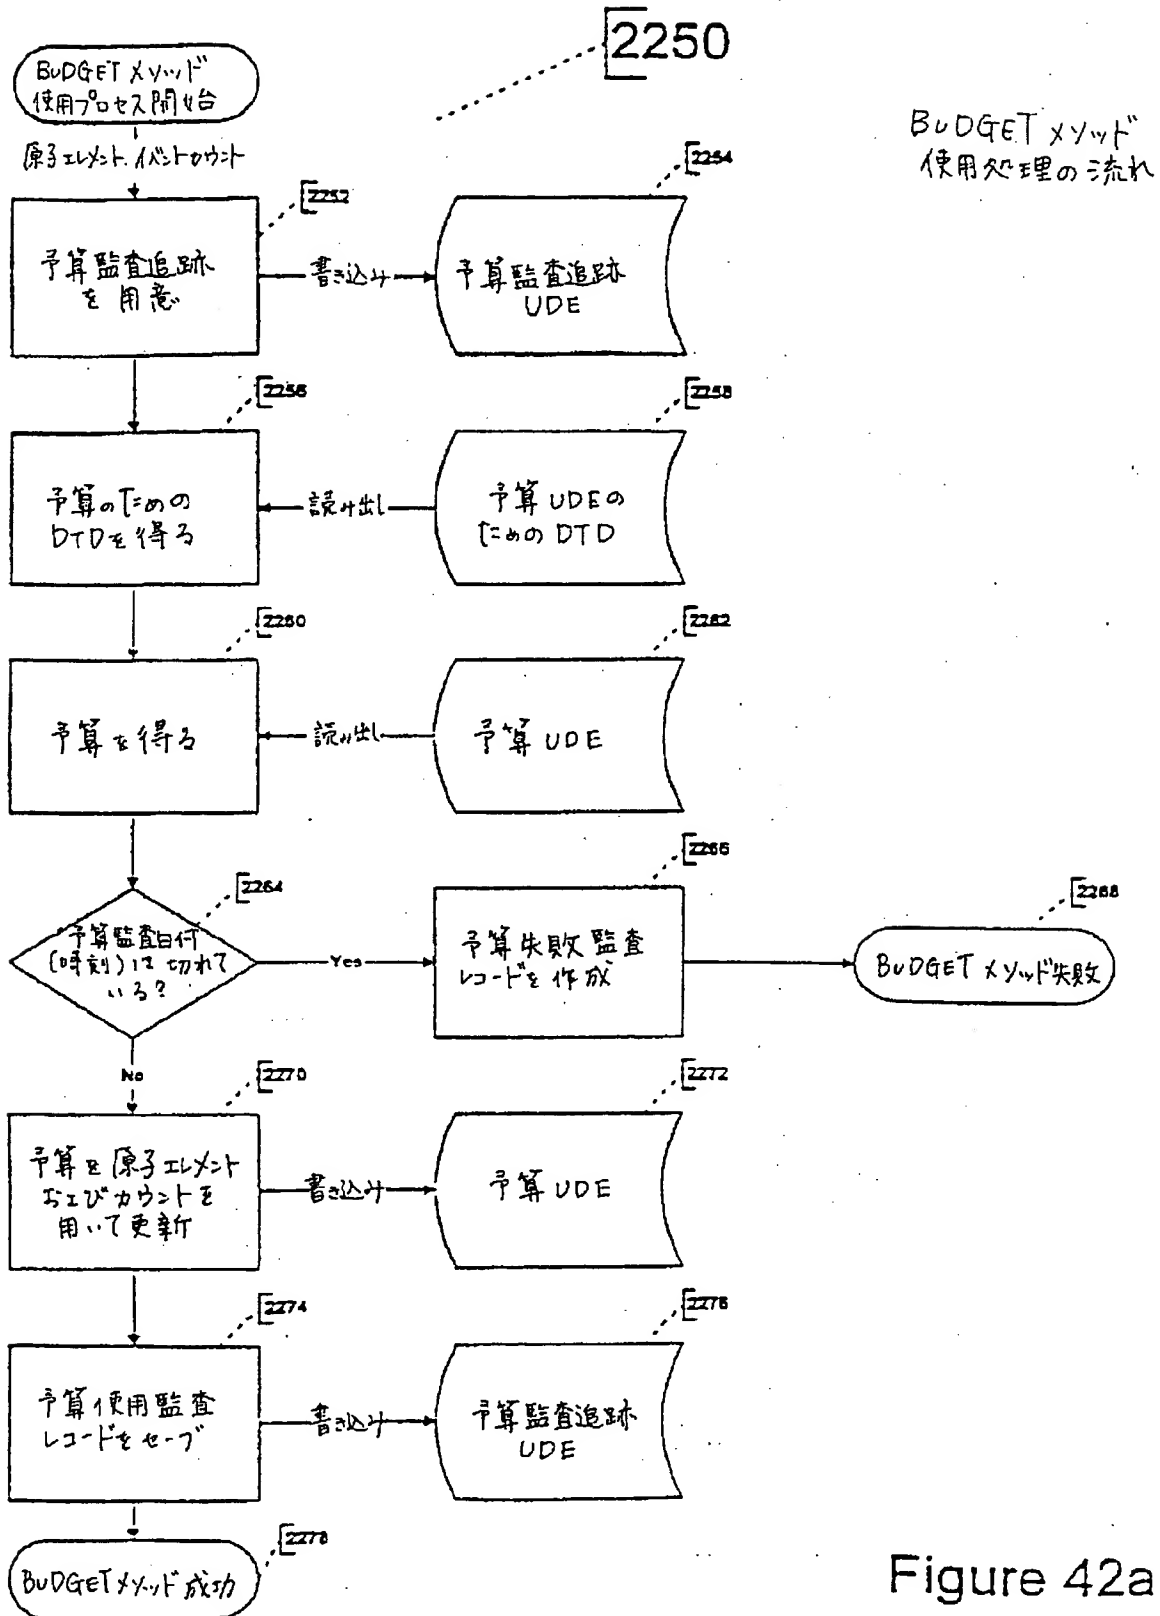 2250
BUDGETメソッド
使用プロセス開始
BUDGETメソッド
使用処理の流れ
原子エレメント、イベントカウント
2252
2254
予算監査追跡
を用意
書き込み
予算監査追跡
UDE
2256
2258
予算のための
DTDを得る
読み出し
予算UDEの
ためのDTD
2260
2262
予算を得る
読み出し
予算UDE
2264
2266
2268
予算監査日付
(時刻)は切れて
いる?
Yes
予算失敗監査
レコードを作成
BUDGETメソッド失敗
No
2270
2272
予算を原子エレメント
およびカウントを
用いて更新
書き込み
予算UDE
2274
2276
予算使用監査
レコードをセーブ
書き込み
予算監査追跡
UDE
2278
BUDGETメソッド成功
Figure 42a